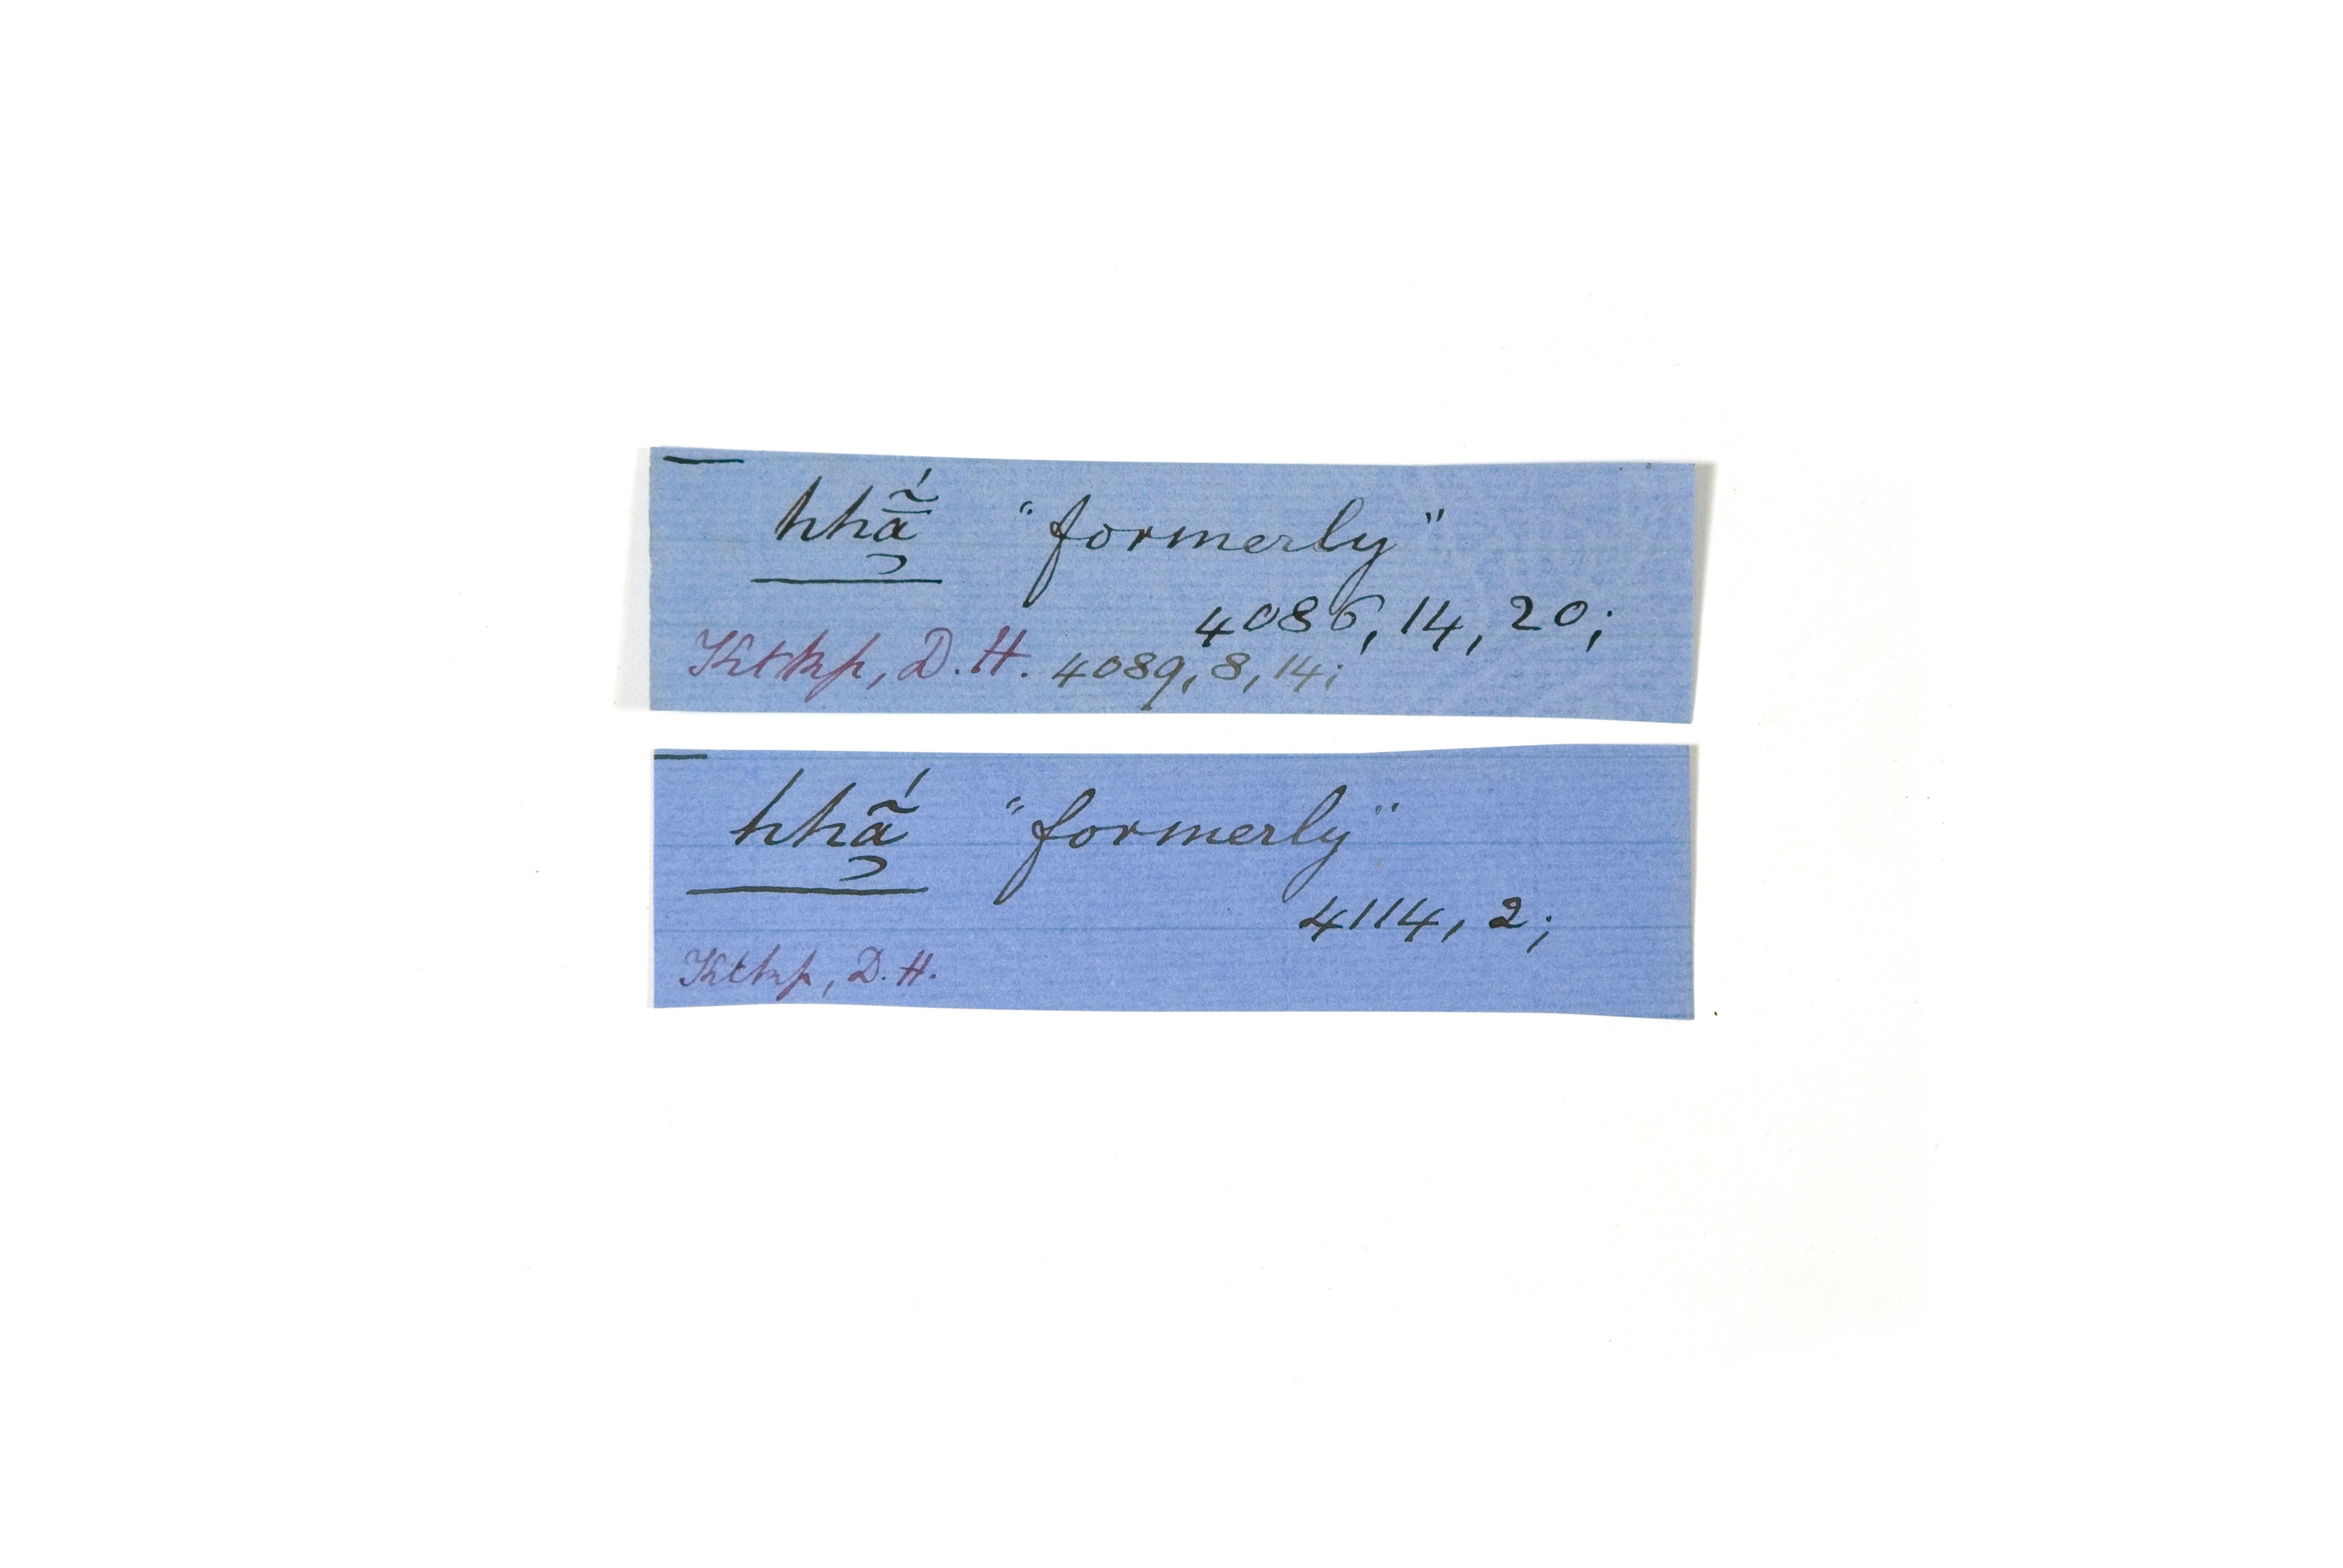 hhã̱́ "formerly"
4086, 14, 20;
Ktkp, D.H. 4089, 8, 14;
hhã̱́ "formerly"
4114, 2;
Ktkp, D.H.